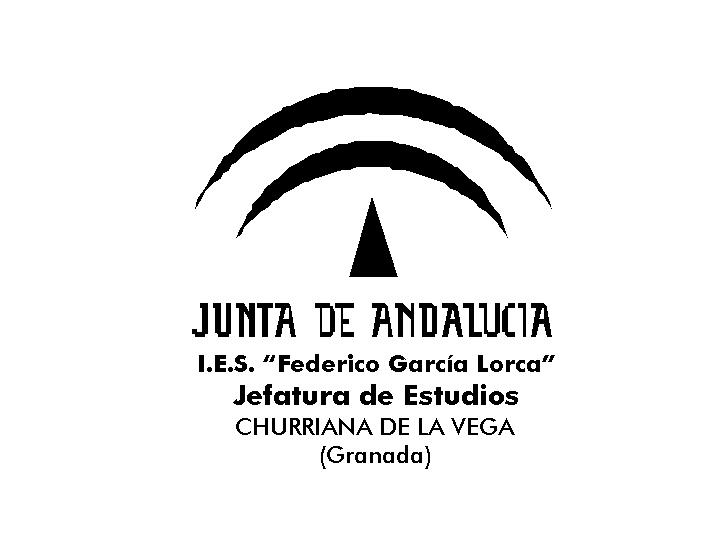 JUNTA DE ANDALUCIA
I.E.S. “Federico García Lorca”
Jefatura de Estudios
CHURRIANA DE LA VEGA
(Granada)